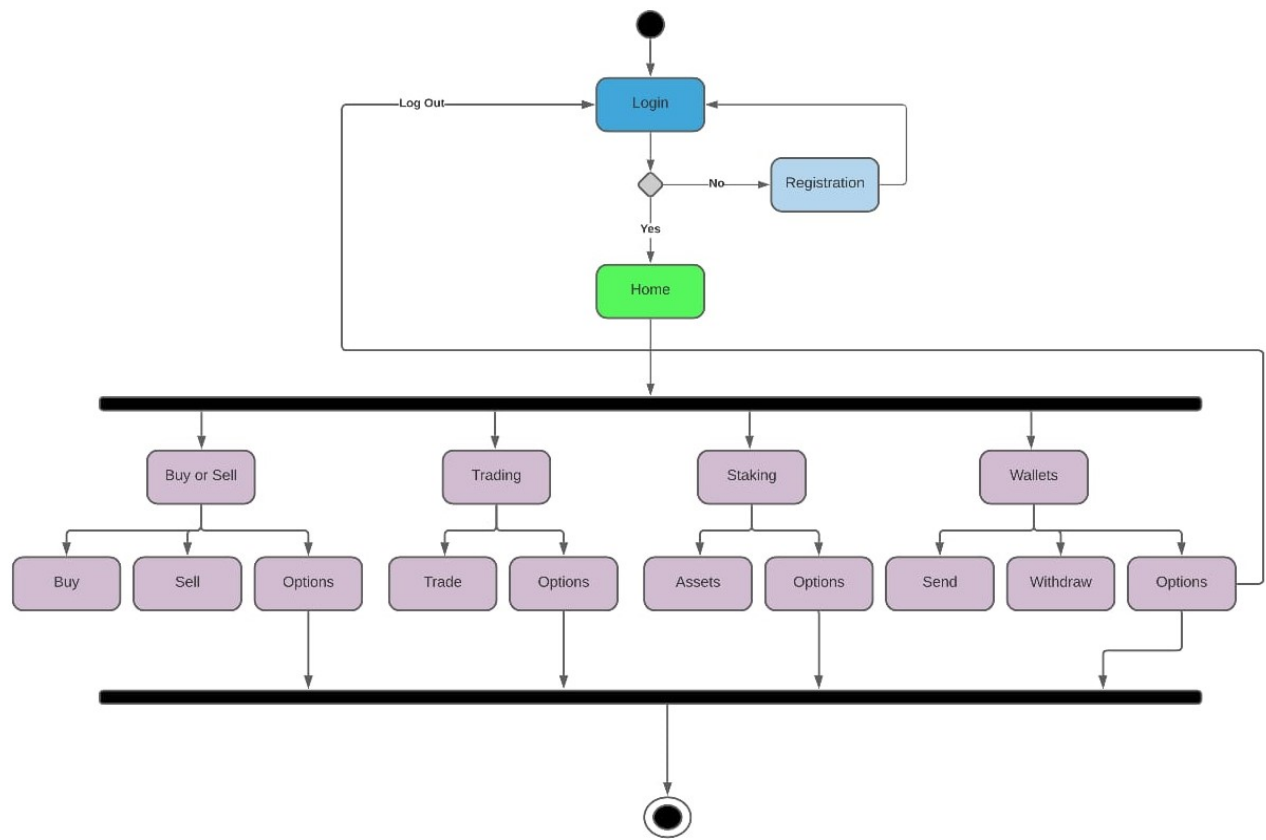 Login
Log Out
No
Registration
Yes
Home
Buy or Sell
Trading
Staking
Wallets
Buy
Sell
Options
Trade
Options
Assets
Options
Send
Withdraw
Options